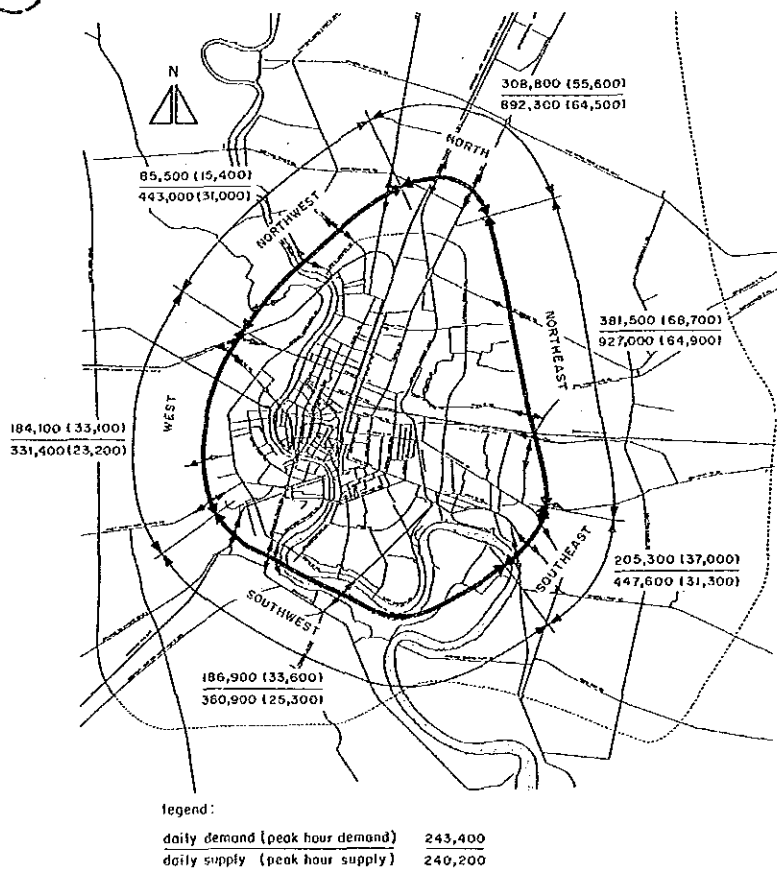 N
308,800 (55,600)
892,300 (64,500)
NORTH
85,500 (15,400)
443,000 (31,000)
NORTHWEST
381,500 (68,700)
927,000 (64,900)
NORTHEAST
WEST
184,100 (33,100)
331,400 (23,200)
205,300 (37,000)
447,600 (31,300)
SOUTHEAST
SOUTHWEST
186,900 (33,600)
360,900 (25,300)
legend:
daily demand (peak hour demand) 243,400
daily supply (peak hour supply) 240,200